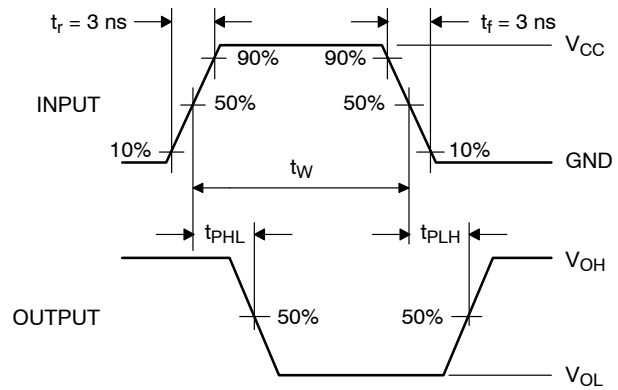 tr = 3 ns
tf = 3 ns
VCC
90%
90%
INPUT
50%
50%
10%
10%
GND
tW
tPHL
tPLH
VOH
OUTPUT
50%
50%
VOL